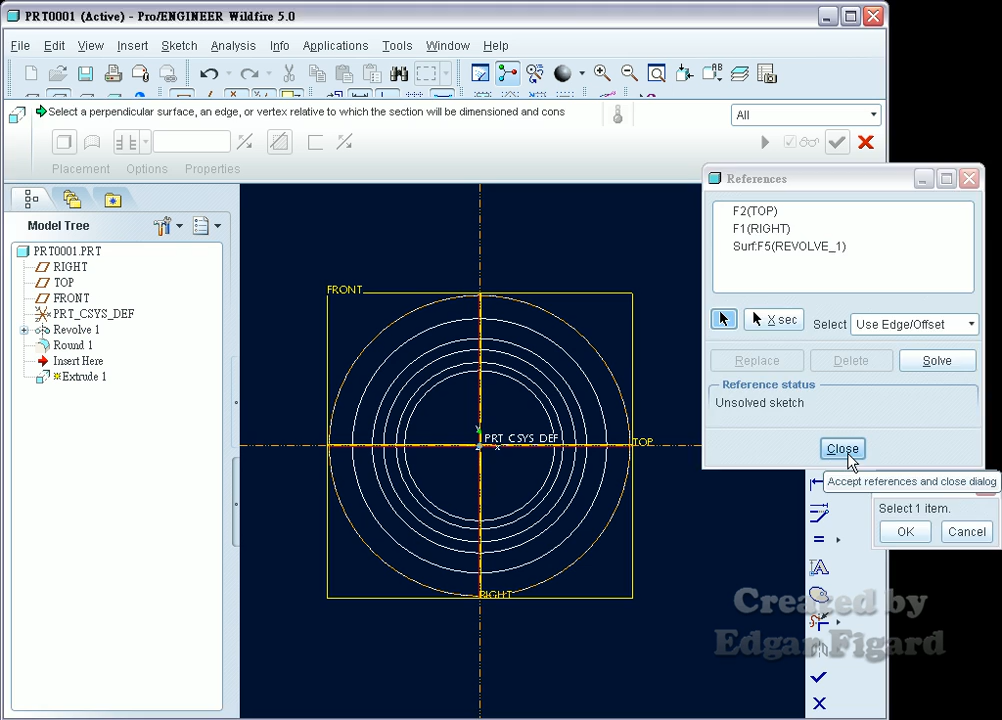 PRT0001 (Active) - Pro/ENGINEER Wildfire 5.0
File Edit View Insert Sketch Analysis Info Applications Tools Window Help
Select a perpendicular surface, an edge, or vertex relative to which the section will be dimensioned and cons
All
Placement Options Properties
References
F2(TOP)
F1(RIGHT)
Surf:F5(REVOLVE_1)
X sec Select Use Edge/Offset
Replace Delete Solve
Reference status
Unsolved sketch
Close
Accept references and close dialog
Select 1 item.
OK Cancel
Model Tree
PRT0001.PRT
RIGHT
TOP
FRONT
PRT_CSYS_DEF
Revolve 1
Round 1
Insert Here
Extrude 1
FRONT
Y
PRT_CSYS_DEF
X
TOP
RIGHT
Created by
Edgar Figard